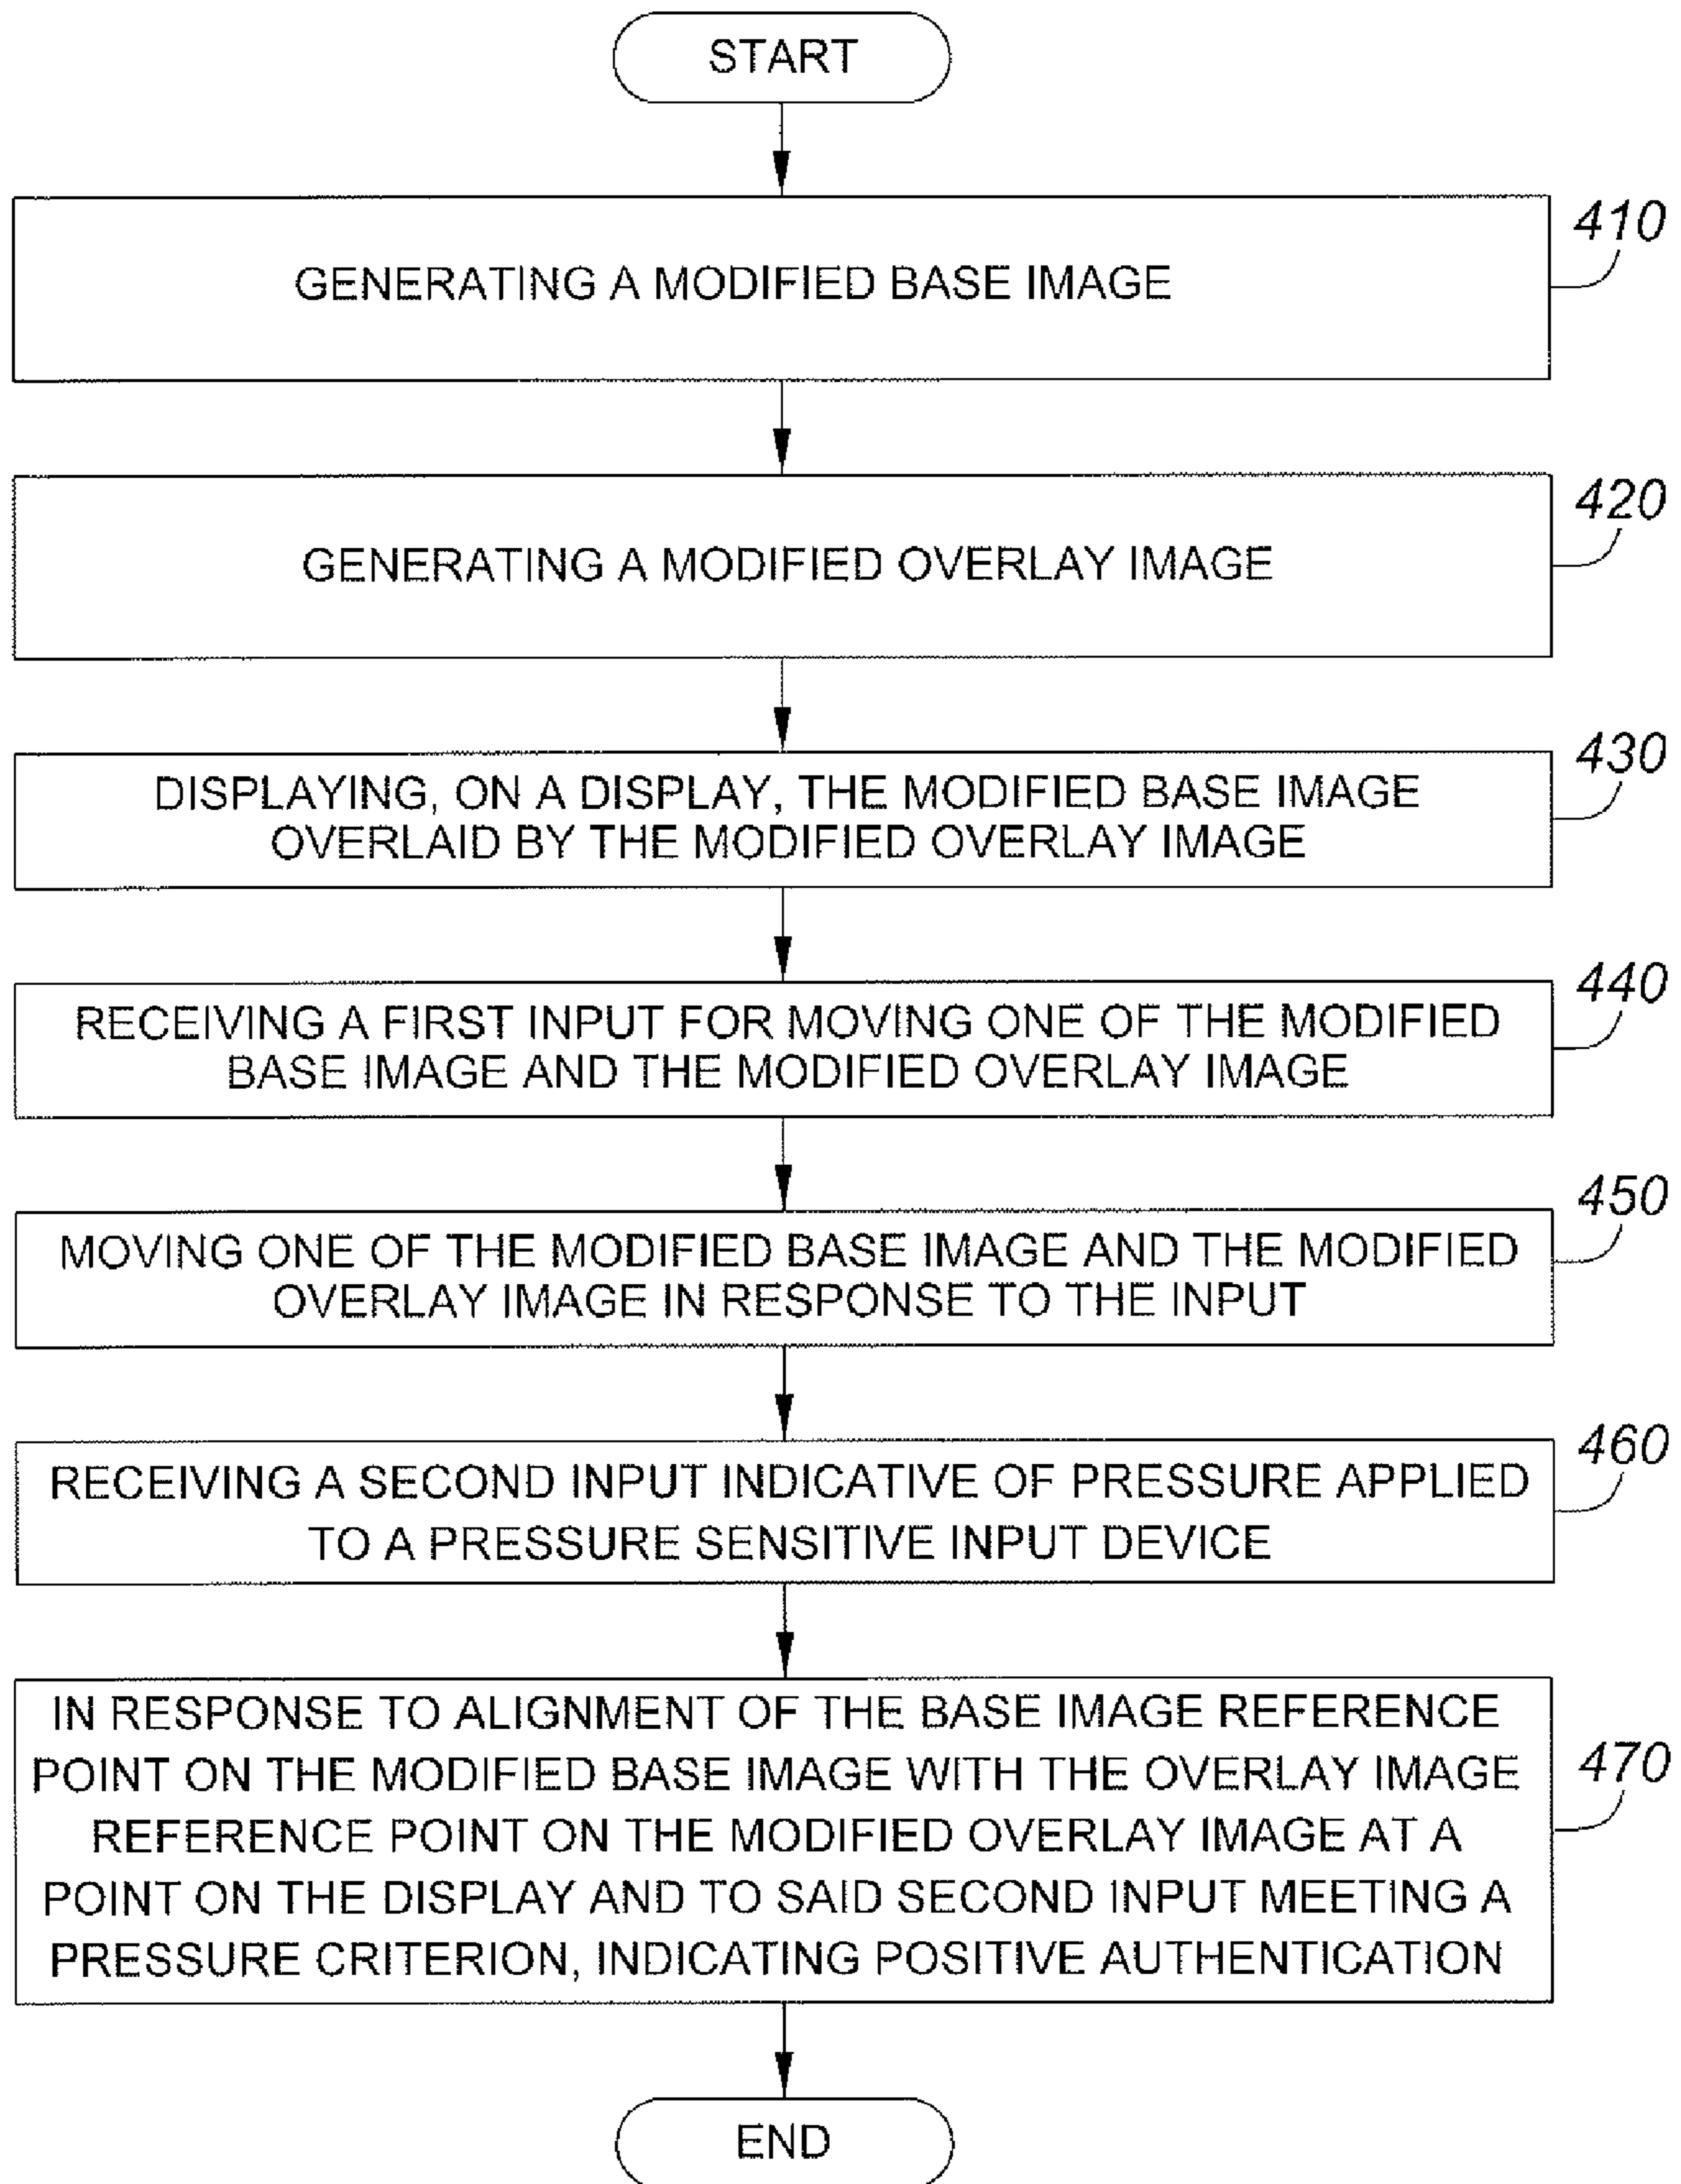 START
410
GENERATING A MODIFIED BASE IMAGE
420
GENERATING A MODIFIED OVERLAY IMAGE
430
DISPLAYING, ON A DISPLAY, THE MODIFIED BASE IMAGE
OVERLAID BY THE MODIFIED OVERLAY IMAGE
440
RECEIVING A FIRST INPUT FOR MOVING ONE OF THE MODIFIED
BASE IMAGE AND THE MODIFIED OVERLAY IMAGE
450
MOVING ONE OF THE MODIFIED BASE IMAGE AND THE MODIFIED
OVERLAY IMAGE IN RESPONSE TO THE INPUT
460
RECEIVING A SECOND INPUT INDICATIVE OF PRESSURE APPLIED
TO A PRESSURE SENSITIVE INPUT DEVICE
470
IN RESPONSE TO ALIGNMENT OF THE BASE IMAGE REFERENCE
POINT ON THE MODIFIED BASE IMAGE WITH THE OVERLAY IMAGE
REFERENCE POINT ON THE MODIFIED OVERLAY IMAGE AT A
POINT ON THE DISPLAY AND TO SAID SECOND INPUT MEETING A
PRESSURE CRITERION, INDICATING POSITIVE AUTHENTICATION
END